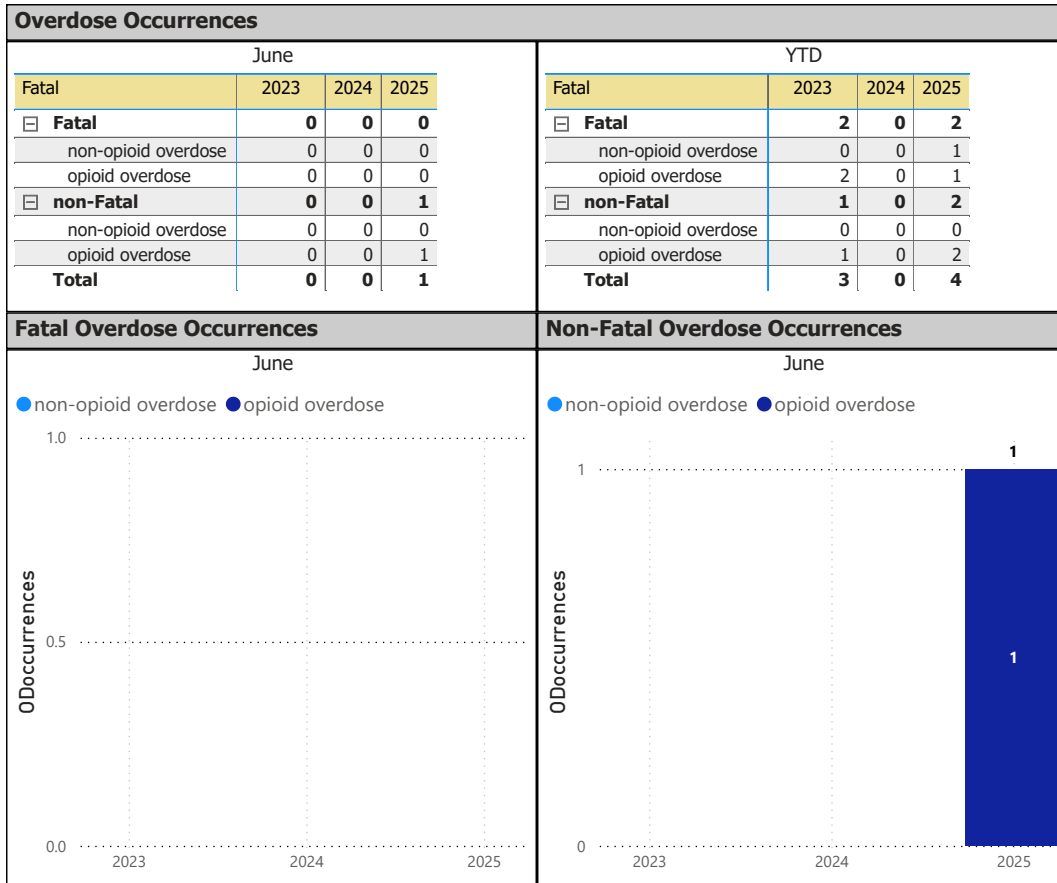 Overdose Occurrences
June
Fatal 2023 2024 2025
Fatal 0 0 0
non-opioid overdose 0 0 0
opioid overdose 0 0 0
non-Fatal 0 0 1
non-opioid overdose 0 0 0
opioid overdose 0 0 1
Total 0 0 1
YTD
Fatal 2023 2024 2025
Fatal 2 0 2
non-opioid overdose 0 0 1
opioid overdose 2 0 1
non-Fatal 1 0 2
non-opioid overdose 0 0 0
opioid overdose 1 0 2
Total 3 0 4
Fatal Overdose Occurrences
June
non-opioid overdose opioid overdose
1.0
0.5
0.0
ODoccurrences
2023 2024 2025
Non-Fatal Overdose Occurrences
June
non-opioid overdose opioid overdose
1
1
1
0
ODoccurrences
2023 2024 2025